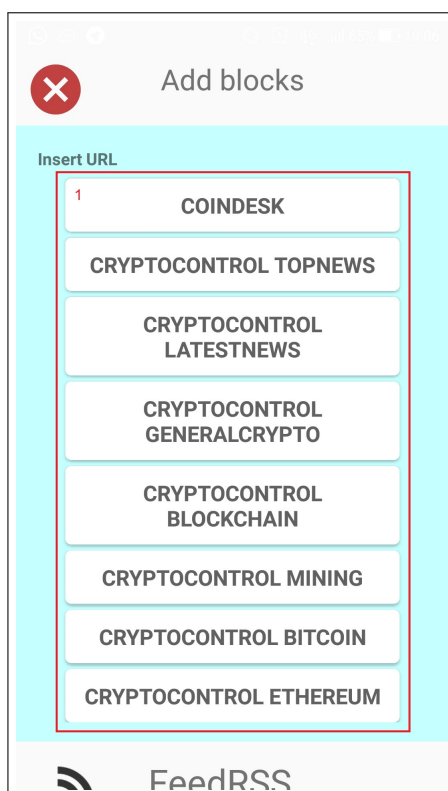 Add blocks
Insert URL
1
COINDESK
CRYPTOCONTROL TOPNEWS
CRYPTOCONTROL
LATESTNEWS
CRYPTOCONTROL
GENERALCRYPTO
CRYPTOCONTROL
BLOCKCHAIN
CRYPTOCONTROL MINING
CRYPTOCONTROL BITCOIN
CRYPTOCONTROL ETHEREUM
FeedRSS